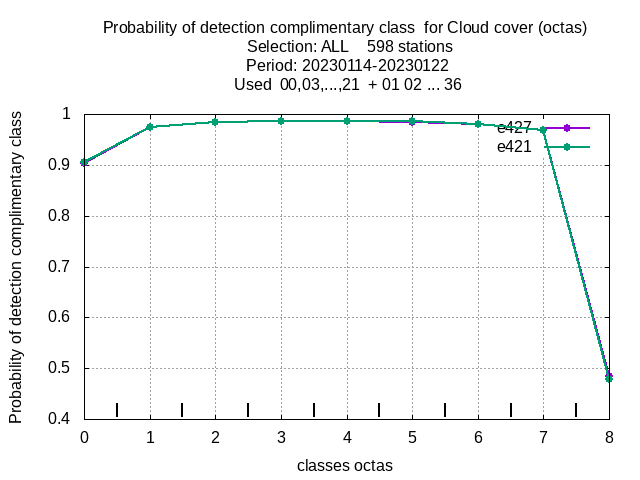 Probability of detection complimentary class  for Cloud cover (octas)
Selection: ALL    598 stations
Period: 20230114-20230122
Used  00,03,...,21  + 01 02 ... 36
Probability of detection complimentary class
1
0.9
0.8
0.7
0.6
0.5
0.4
e427
e421
0 1 2 3 4 5 6 7 8
classes octas